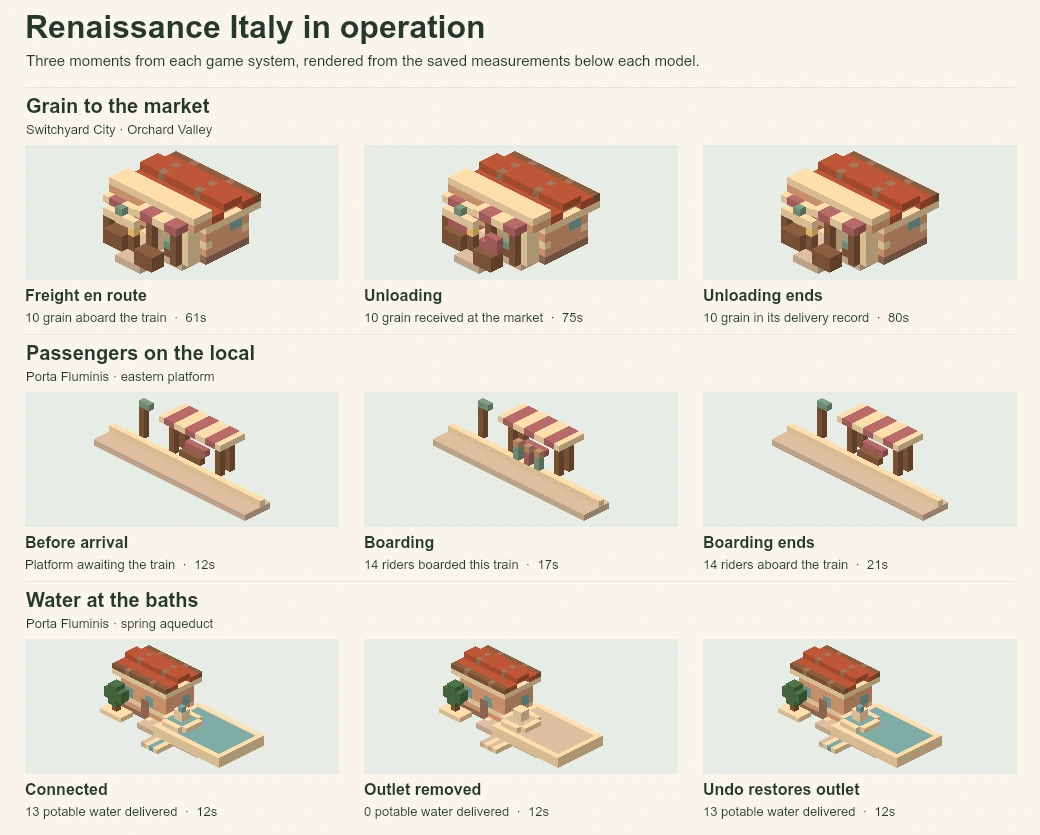 Renaissance Italy in operation
Three moments from each game system, rendered from the saved measurements below each model.
Grain to the market
Switchyard City · Orchard Valley
Freight en route
10 grain aboard the train · 61s
Unloading
10 grain received at the market · 75s
Unloading ends
10 grain in its delivery record · 80s
Passengers on the local
Porta Fluminis · eastern platform
Before arrival
Platform awaiting the train · 12s
Boarding
14 riders boarded this train · 17s
Boarding ends
14 riders aboard the train · 21s
Water at the baths
Porta Fluminis · spring aqueduct
Connected
13 potable water delivered · 12s
Outlet removed
0 potable water delivered · 12s
Undo restores outlet
13 potable water delivered · 12s